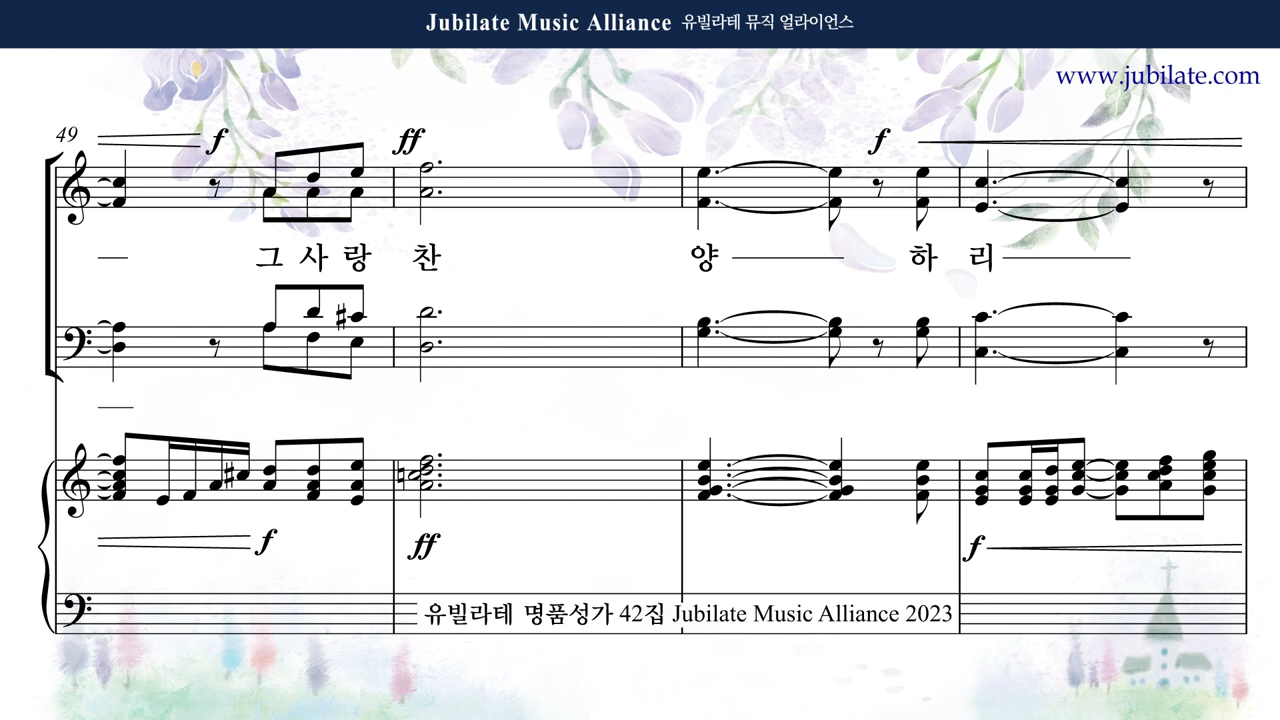 Jubilate Music Alliance 유빌라테 뮤직 얼라이언스
www.jubilate.com
49
f ff f
그 사 랑 찬 양 하 리
f ff f
유빌라테 명품성가 42집 Jubilate Music Alliance 2023